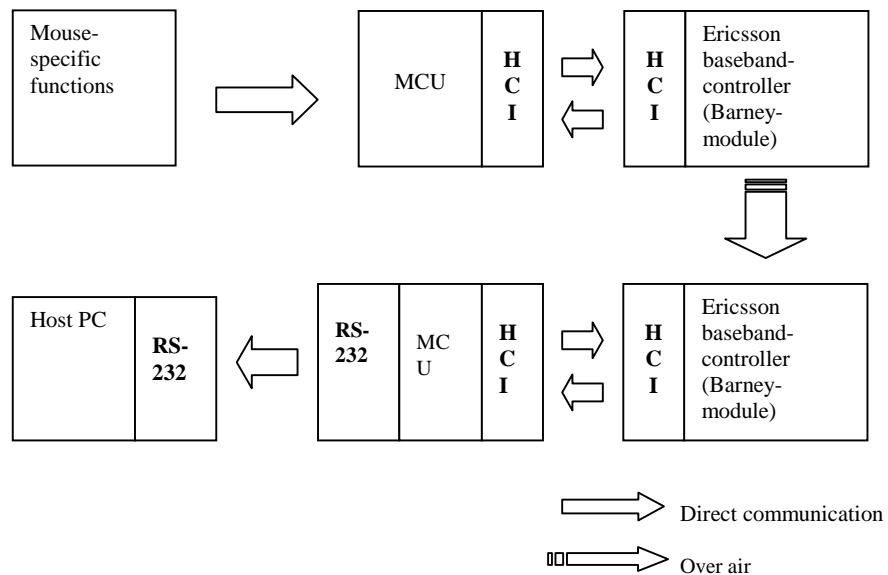 Mouse-
specific
functions
MCU
H
C
I
H
C
I
Ericsson
baseband-
controller
(Barney-
module)
Host PC
RS-
232
RS-
232
MC
U
H
C
I
H
C
I
Ericsson
baseband-
controller
(Barney-
module)
Direct communication
Over air